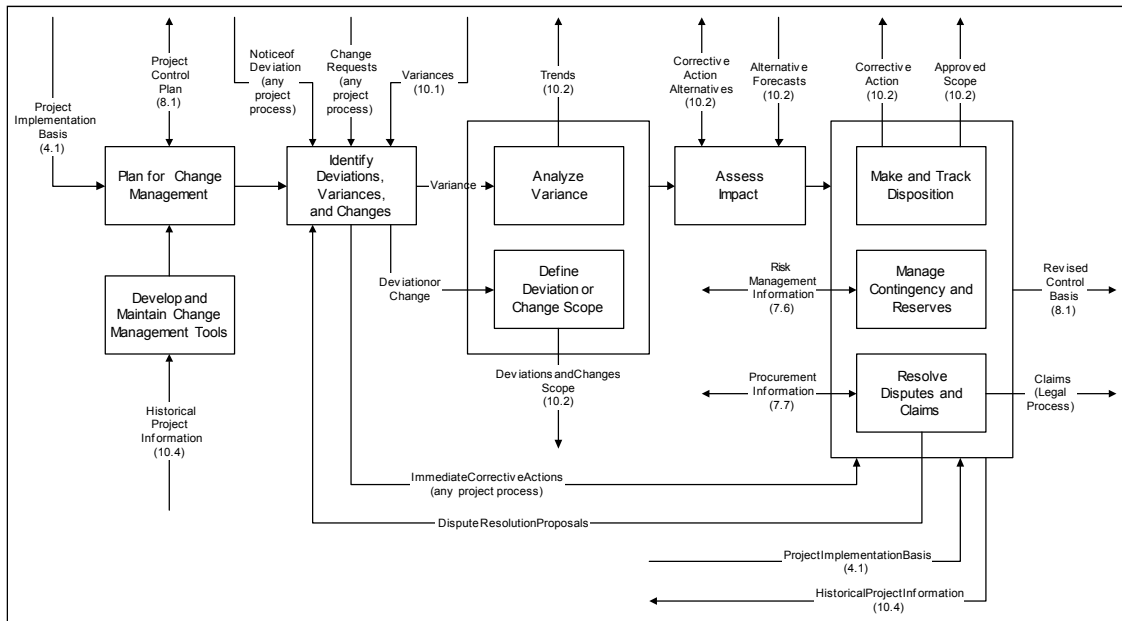 Project
Implementation
Basis
(4.1)
Project
Control
Plan
(8.1)
Noticeof
Deviation
(any
project
process)
Change
Requests
(any
project
process)
Variances
(10.1)
Trends
(10.2)
Corrective
Action
Alternatives
(10.2)
Alternative
Forecasts
(10.2)
Corrective
Action
(10.2)
Approved
Scope
(10.2)
Plan for Change
Management
Identify
Deviations,
Variances,
and Changes
Variance
Analyze
Variance
Assess
Impact
Make and Track
Disposition
Develop and
Maintain Change
Management Tools
Deviationor
Change
Define
Deviation or
Change Scope
Risk
Management
Information
(7.6)
Manage
Contingency and
Reserves
Revised
Control
Basis
(8.1)
Historical
Project
Information
(10.4)
DeviationsandChanges
Scope
(10.2)
Procurement
Information
(7.7)
Resolve
Disputes and
Claims
Claims
(Legal
Process)
ImmediateCorrectiveActions
(any project process)
DisputeResolutionProposals
ProjectImplementationBasis
(4.1)
HistoricalProjectInformation
(10.4)